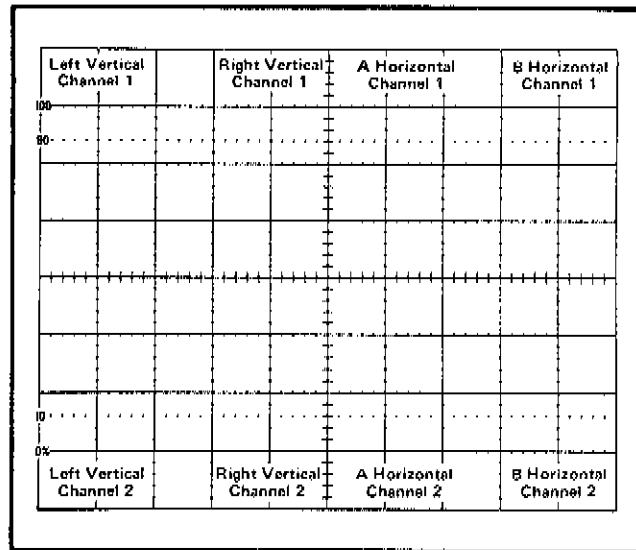 Left Vertical Channel 1
Right Vertical Channel 1
A Horizontal Channel 1
B Horizontal Channel 1
100
90
10
0%
Left Vertical Channel 2
Right Vertical Channel 2
A Horizontal Channel 2
B Horizontal Channel 2